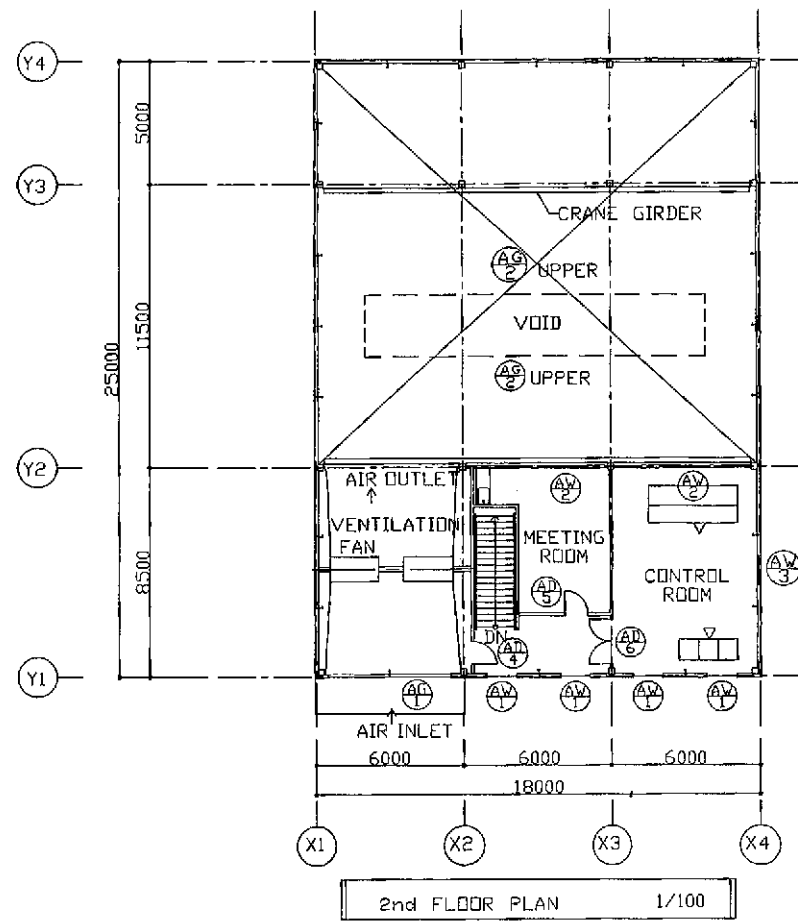 Y4
5000
Y3
CRANE GIRDER
AG
2
UPPER
VOID
11500
25000
AG
2
UPPER
Y2
AIR OUTLET
AW
2
AW
2
VENTILATION
FAN
MEETING
ROOM
8500
AW
3
CONTROL
ROOM
AD
5
DN
AD
4
AD
6
Y1
AG
1
AW
1
AW
1
AW
1
AW
1
AIR INLET
6000
6000
6000
18000
X1
X2
X3
X4
2nd FLOOR PLAN 1/100